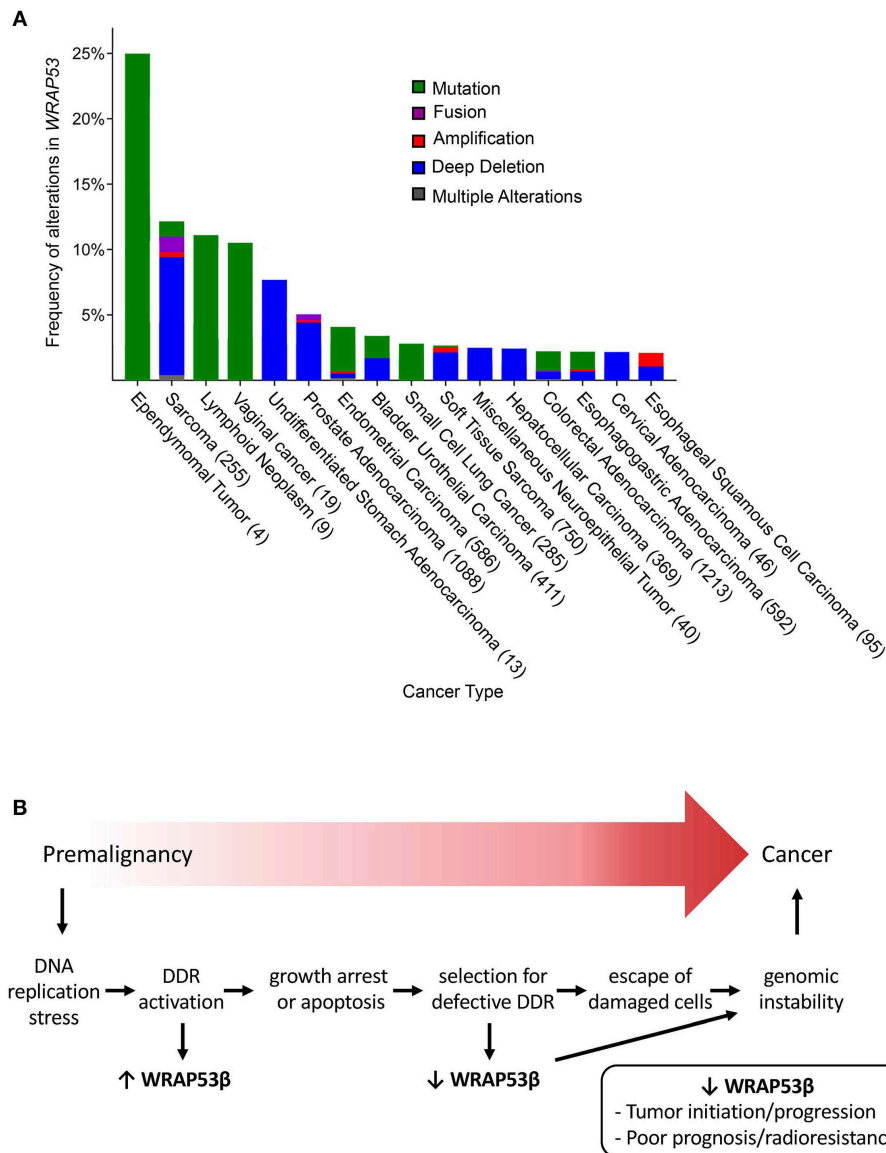 A
Frequency of alterations in WRAP53
25%
20%
15%
10%
5%
Mutation
Fusion
Amplification
Deep Deletion
Multiple Alterations
Ependymomal Tumor (4)
Sarcoma (255)
Lymphoid Neoplasm (9)
Vaginal cancer (19)
Undifferentiated Stomach Adenocarcinoma (13)
Prostate Adenocarcinoma (1088)
Endometrial Carcinoma (586)
Bladder Urothelial Carcinoma (411)
Small Cell Lung Cancer (285)
Soft Tissue Sarcoma (750)
Miscellaneous Neuroepithelial Tumor (40)
Hepatocellular Carcinoma (369)
Colorectal Adenocarcinoma (1213)
Esophagogastric Adenocarcinoma (592)
Cervical Adenocarcinoma (46)
Esophageal Squamous Cell Carcinoma (95)
Cancer Type
B
Premalignancy
Cancer
DNA
replication
stress
DDR
activation
growth arrest
or apoptosis
selection for
defective DDR
escape of
damaged cells
genomic
instability
↑ WRAP53β
↓ WRAP53β
↓ WRAP53β
- Tumor initiation/progression
- Poor prognosis/radioresistanc